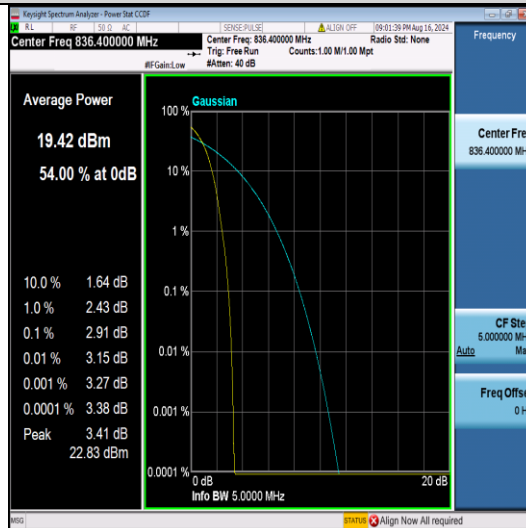 Keysight Spectrum Analyzer - Power Stat CCDF
RL RF 50 Ω AC SENSE:PULSE ALIGN OFF 09:01:39 PM Aug 16, 2024
Center Freq 836.400000 MHz
Center Freq: 836.400000 MHz Radio Std: None
Trig: Free Run Counts:1.00 M/1.00 Mpt
#IFGain:Low #Atten: 40 dB
Frequency
Center Fre
836.400000 MH
CF Ste
5.000000 MH
Auto Ma
Freq Offse
0 H
Average Power
19.42 dBm
54.00 % at 0dB
10.0 % 1.64 dB
1.0 % 2.43 dB
0.1 % 2.91 dB
0.01 % 3.15 dB
0.001 % 3.27 dB
0.0001 % 3.38 dB
Peak 3.41 dB
22.83 dBm
Gaussian
100 %
10 %
1 %
0.1 %
0.01 %
0.001 %
0.0001 %
0 dB 20 dB
Info BW 5.0000 MHz
MSG STATUS Align Now All required